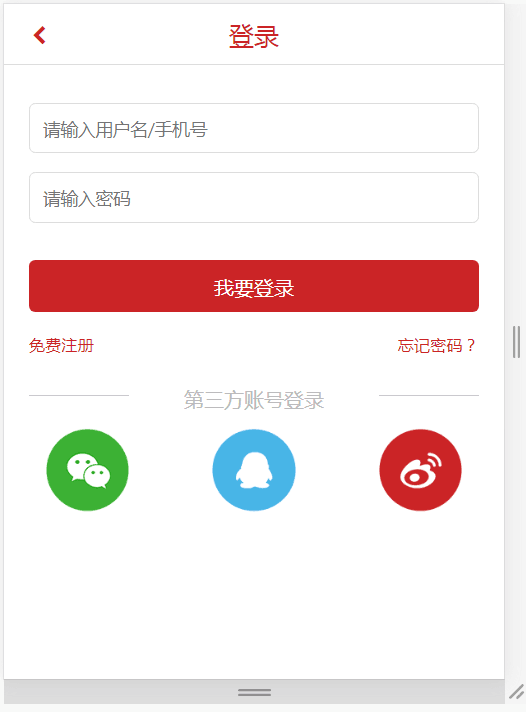 登录
请输入用户名/手机号
请输入密码
我要登录
免费注册
忘记密码？
第三方账号登录